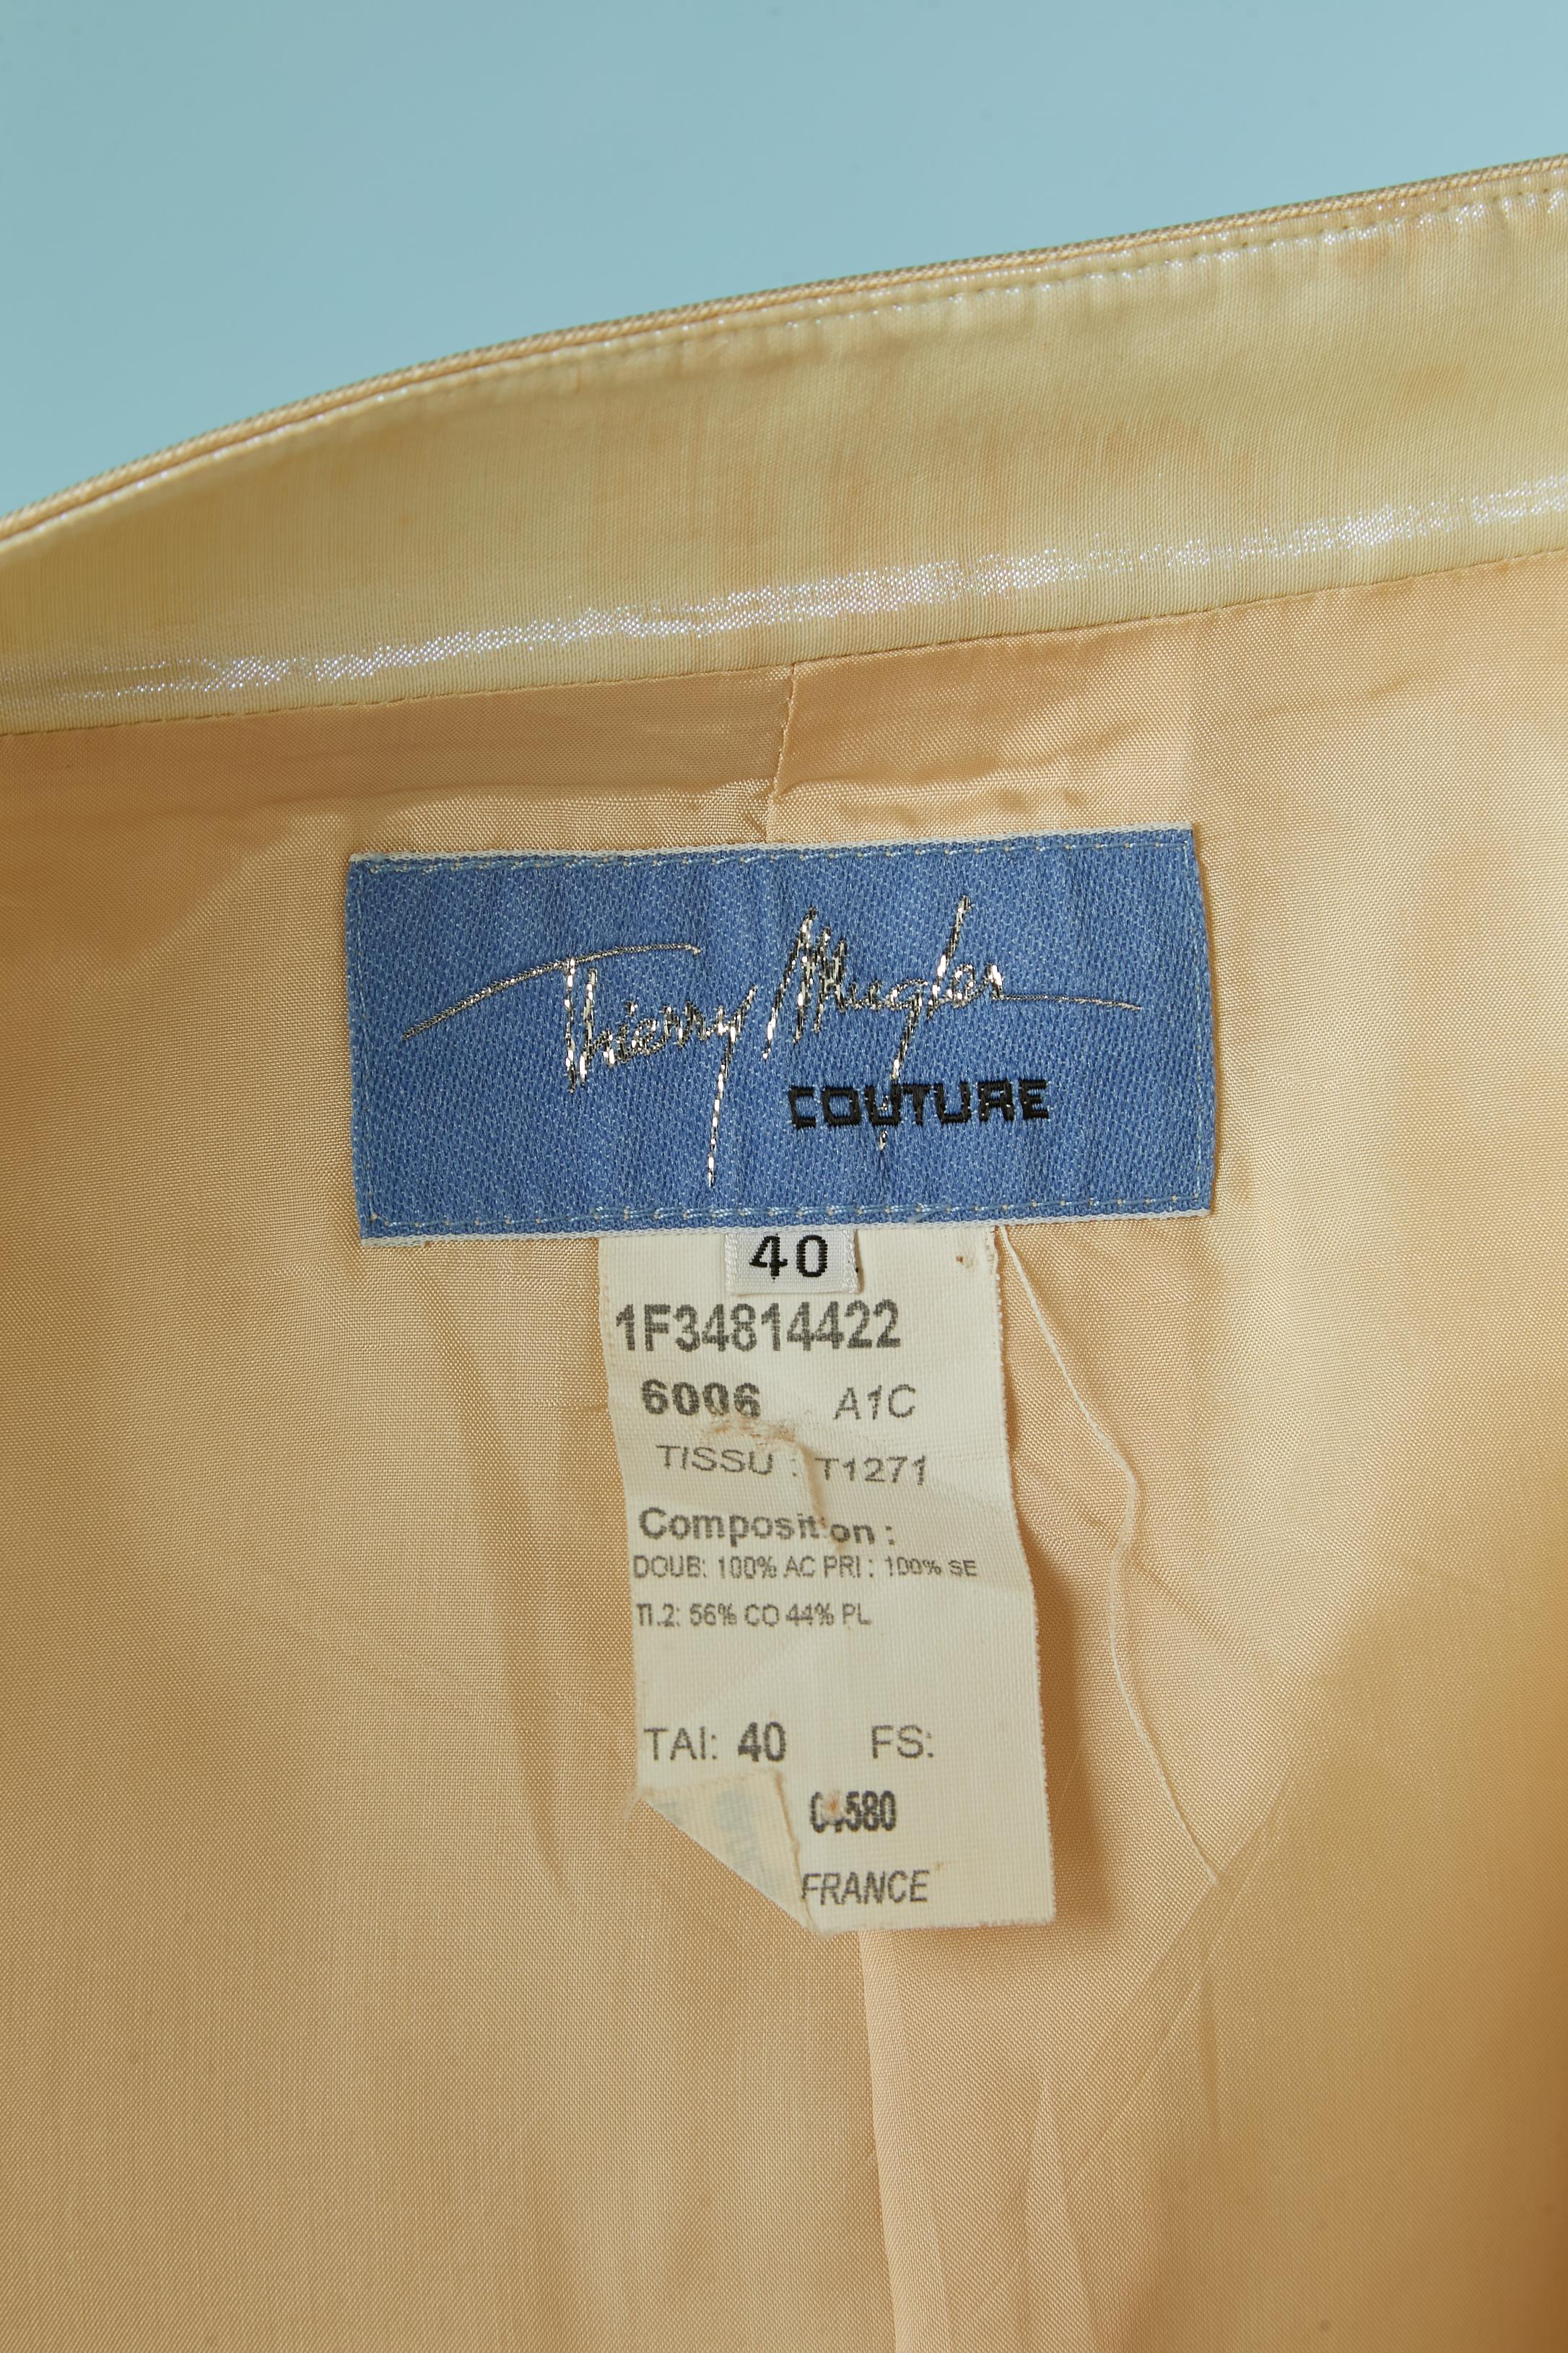 Thierry Mugler
COUTURE
40
1F34814422
6006 A1C
TISSU : T1271
Composition :
DOUB: 100% AC PRI : 100% SE
TI.2: 56% CO 44% PL
TAI: 40 FS:
FRANCE